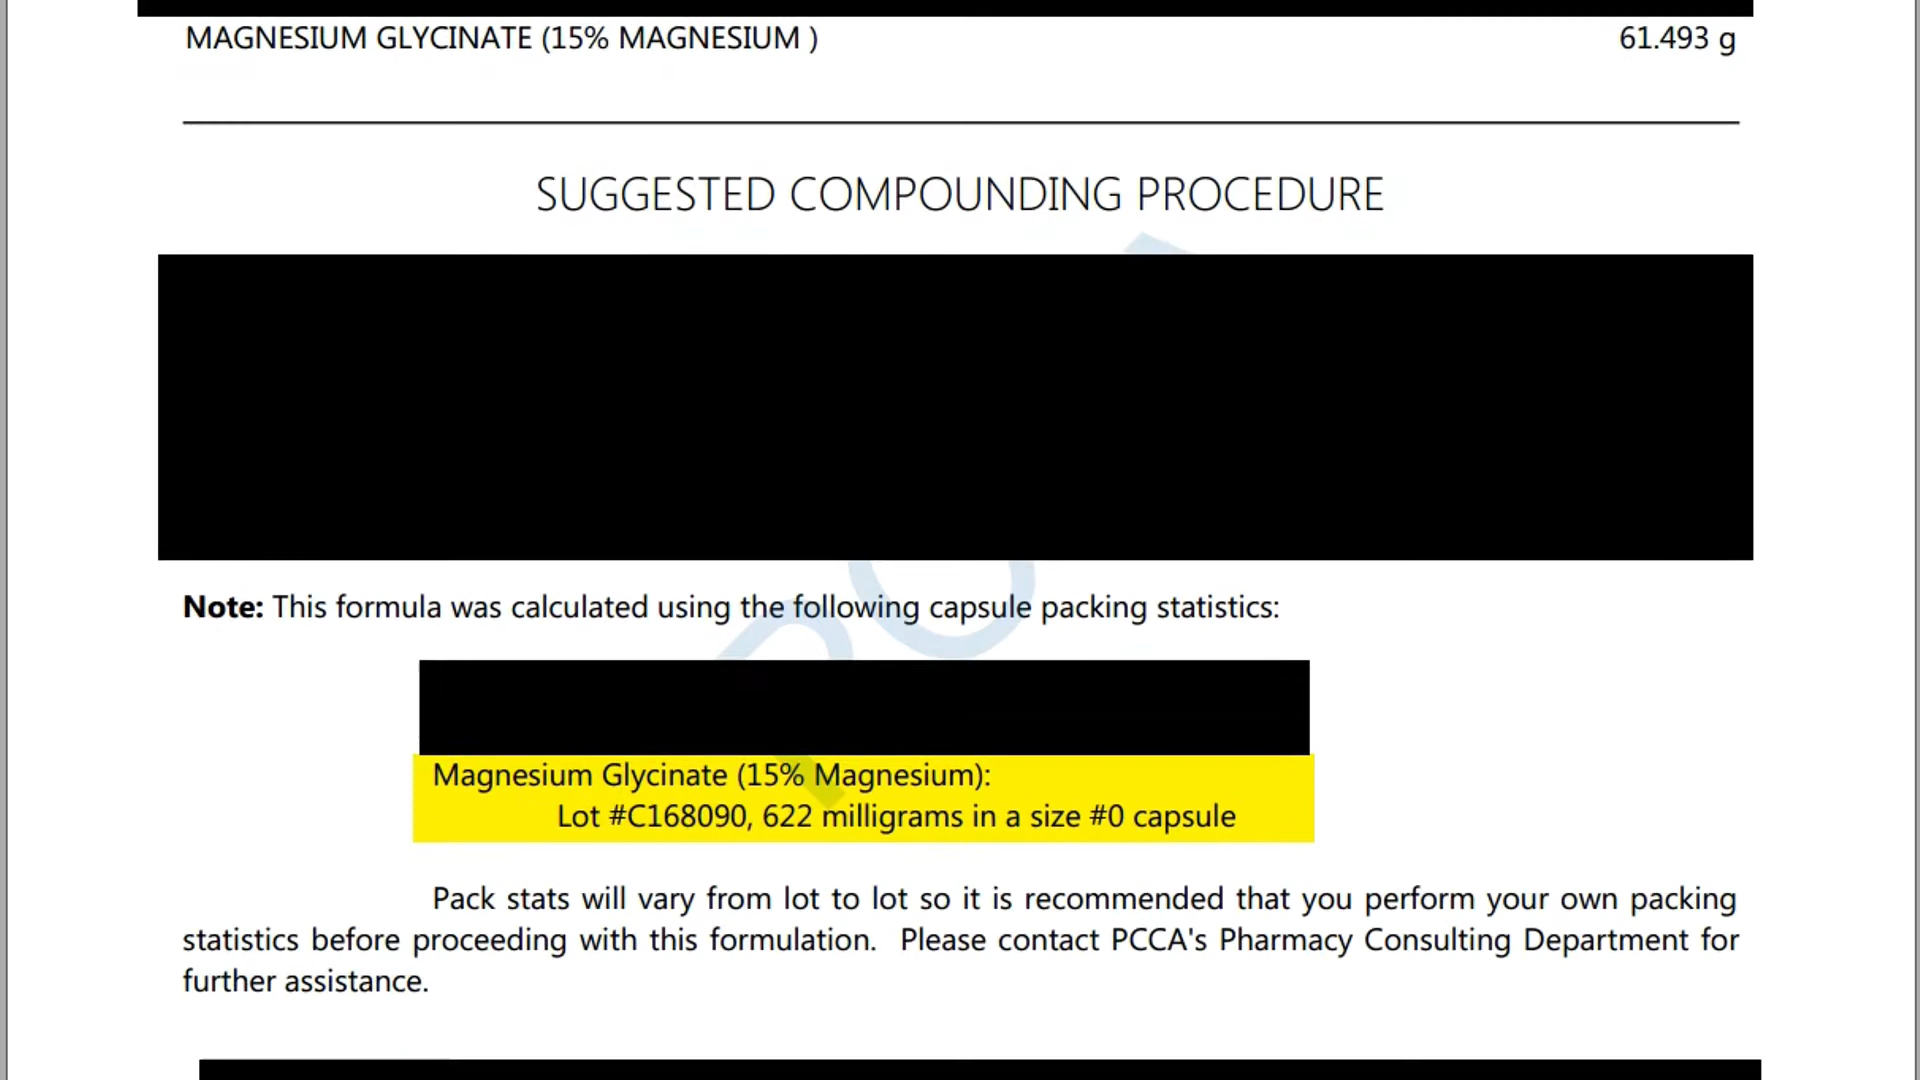 MAGNESIUM GLYCINATE (15% MAGNESIUM ) 61.493 g
SUGGESTED COMPOUNDING PROCEDURE
Note: This formula was calculated using the following capsule packing statistics:
Magnesium Glycinate (15% Magnesium):
Lot #C168090, 622 milligrams in a size #0 capsule
Pack stats will vary from lot to lot so it is recommended that you perform your own packing
statistics before proceeding with this formulation. Please contact PCCA's Pharmacy Consulting Department for
further assistance.